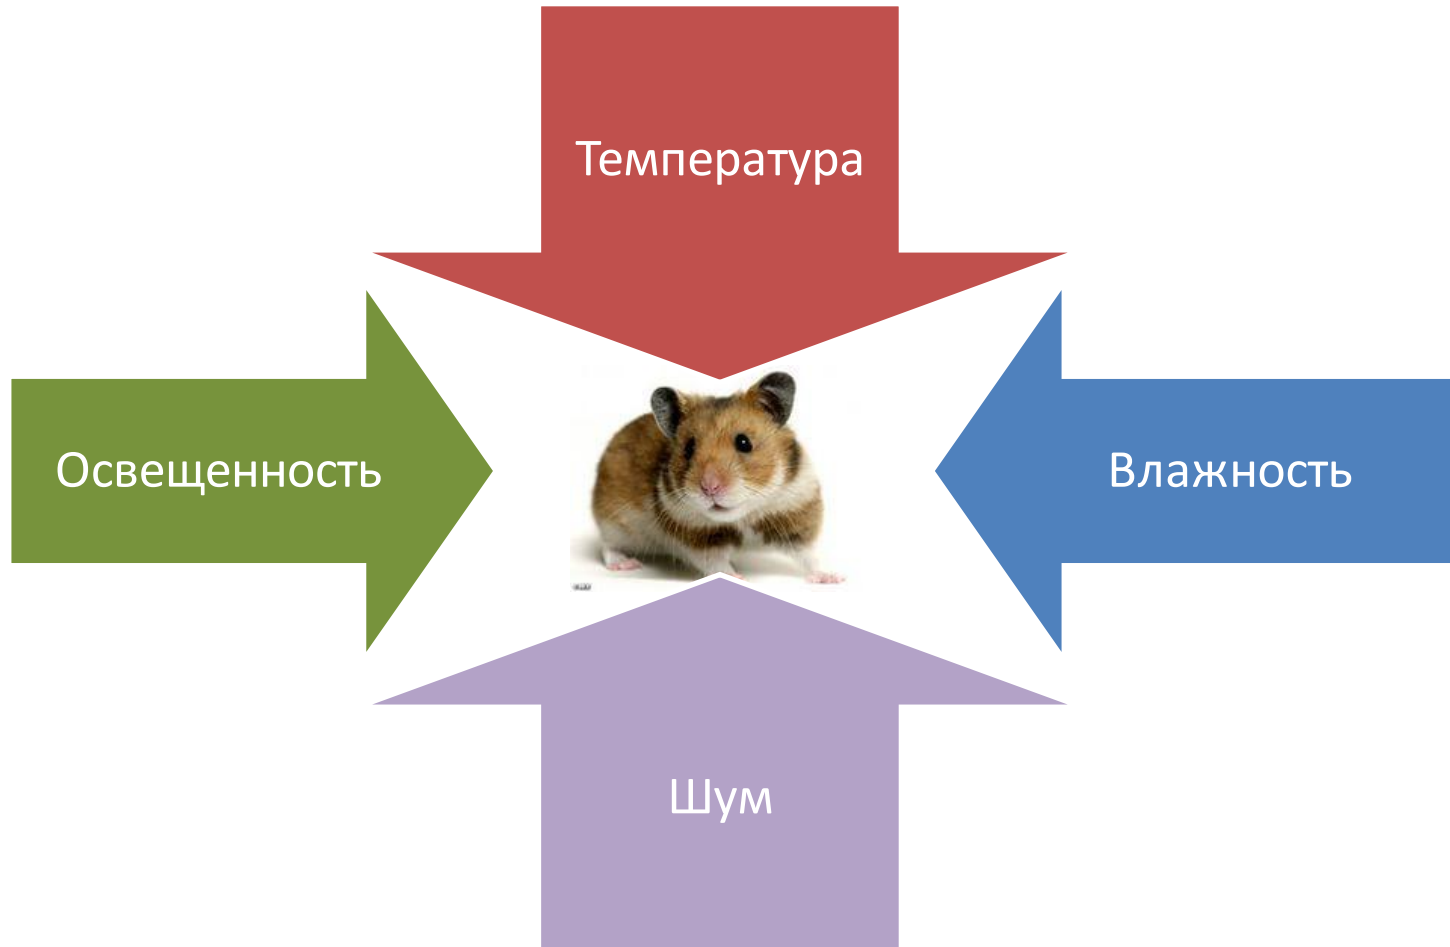 Температура
Освещенность
Влажность
Шум